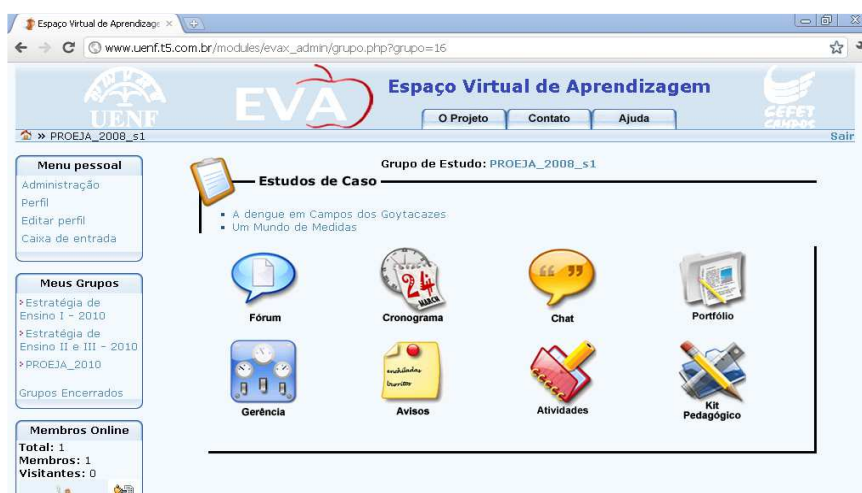 Espaço Virtual de Aprendizage ×
www.uenf.t5.com.br/modules/evax_admin/grupo.php?grupo=16
UENF
EVA
Espaço Virtual de Aprendizagem
O Projeto Contato Ajuda
CEFET
CAMPOS
» PROEJA_2008_s1
Sair
Menu pessoal
Administração
Perfil
Editar perfil
Caixa de entrada
Meus Grupos
Estratégia de
Ensino I - 2010
Estratégia de
Ensino II e III - 2010
PROEJA_2010
Grupos Encerrados
Membros Online
Total: 1
Membros: 1
Visitantes: 0
Grupo de Estudo: PROEJA_2008_s1
Estudos de Caso
A dengue em Campos dos Goytacazes
Um Mundo de Medidas
Fórum
24
MARCH
Cronograma
Chat
Portfólio
Gerência
enchiladas
burritos
Avisos
Atividades
Kit
Pedagógico